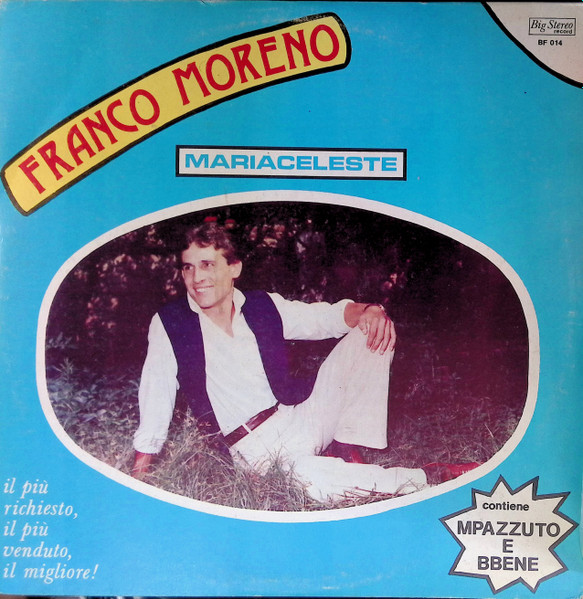 FRANCO MORENO
Big Stereo
record
BF 014
MARIACELESTE
il più
richiesto,
il più
venduto,
il migliore!
contiene
MPAZZUTO
E
BBENE